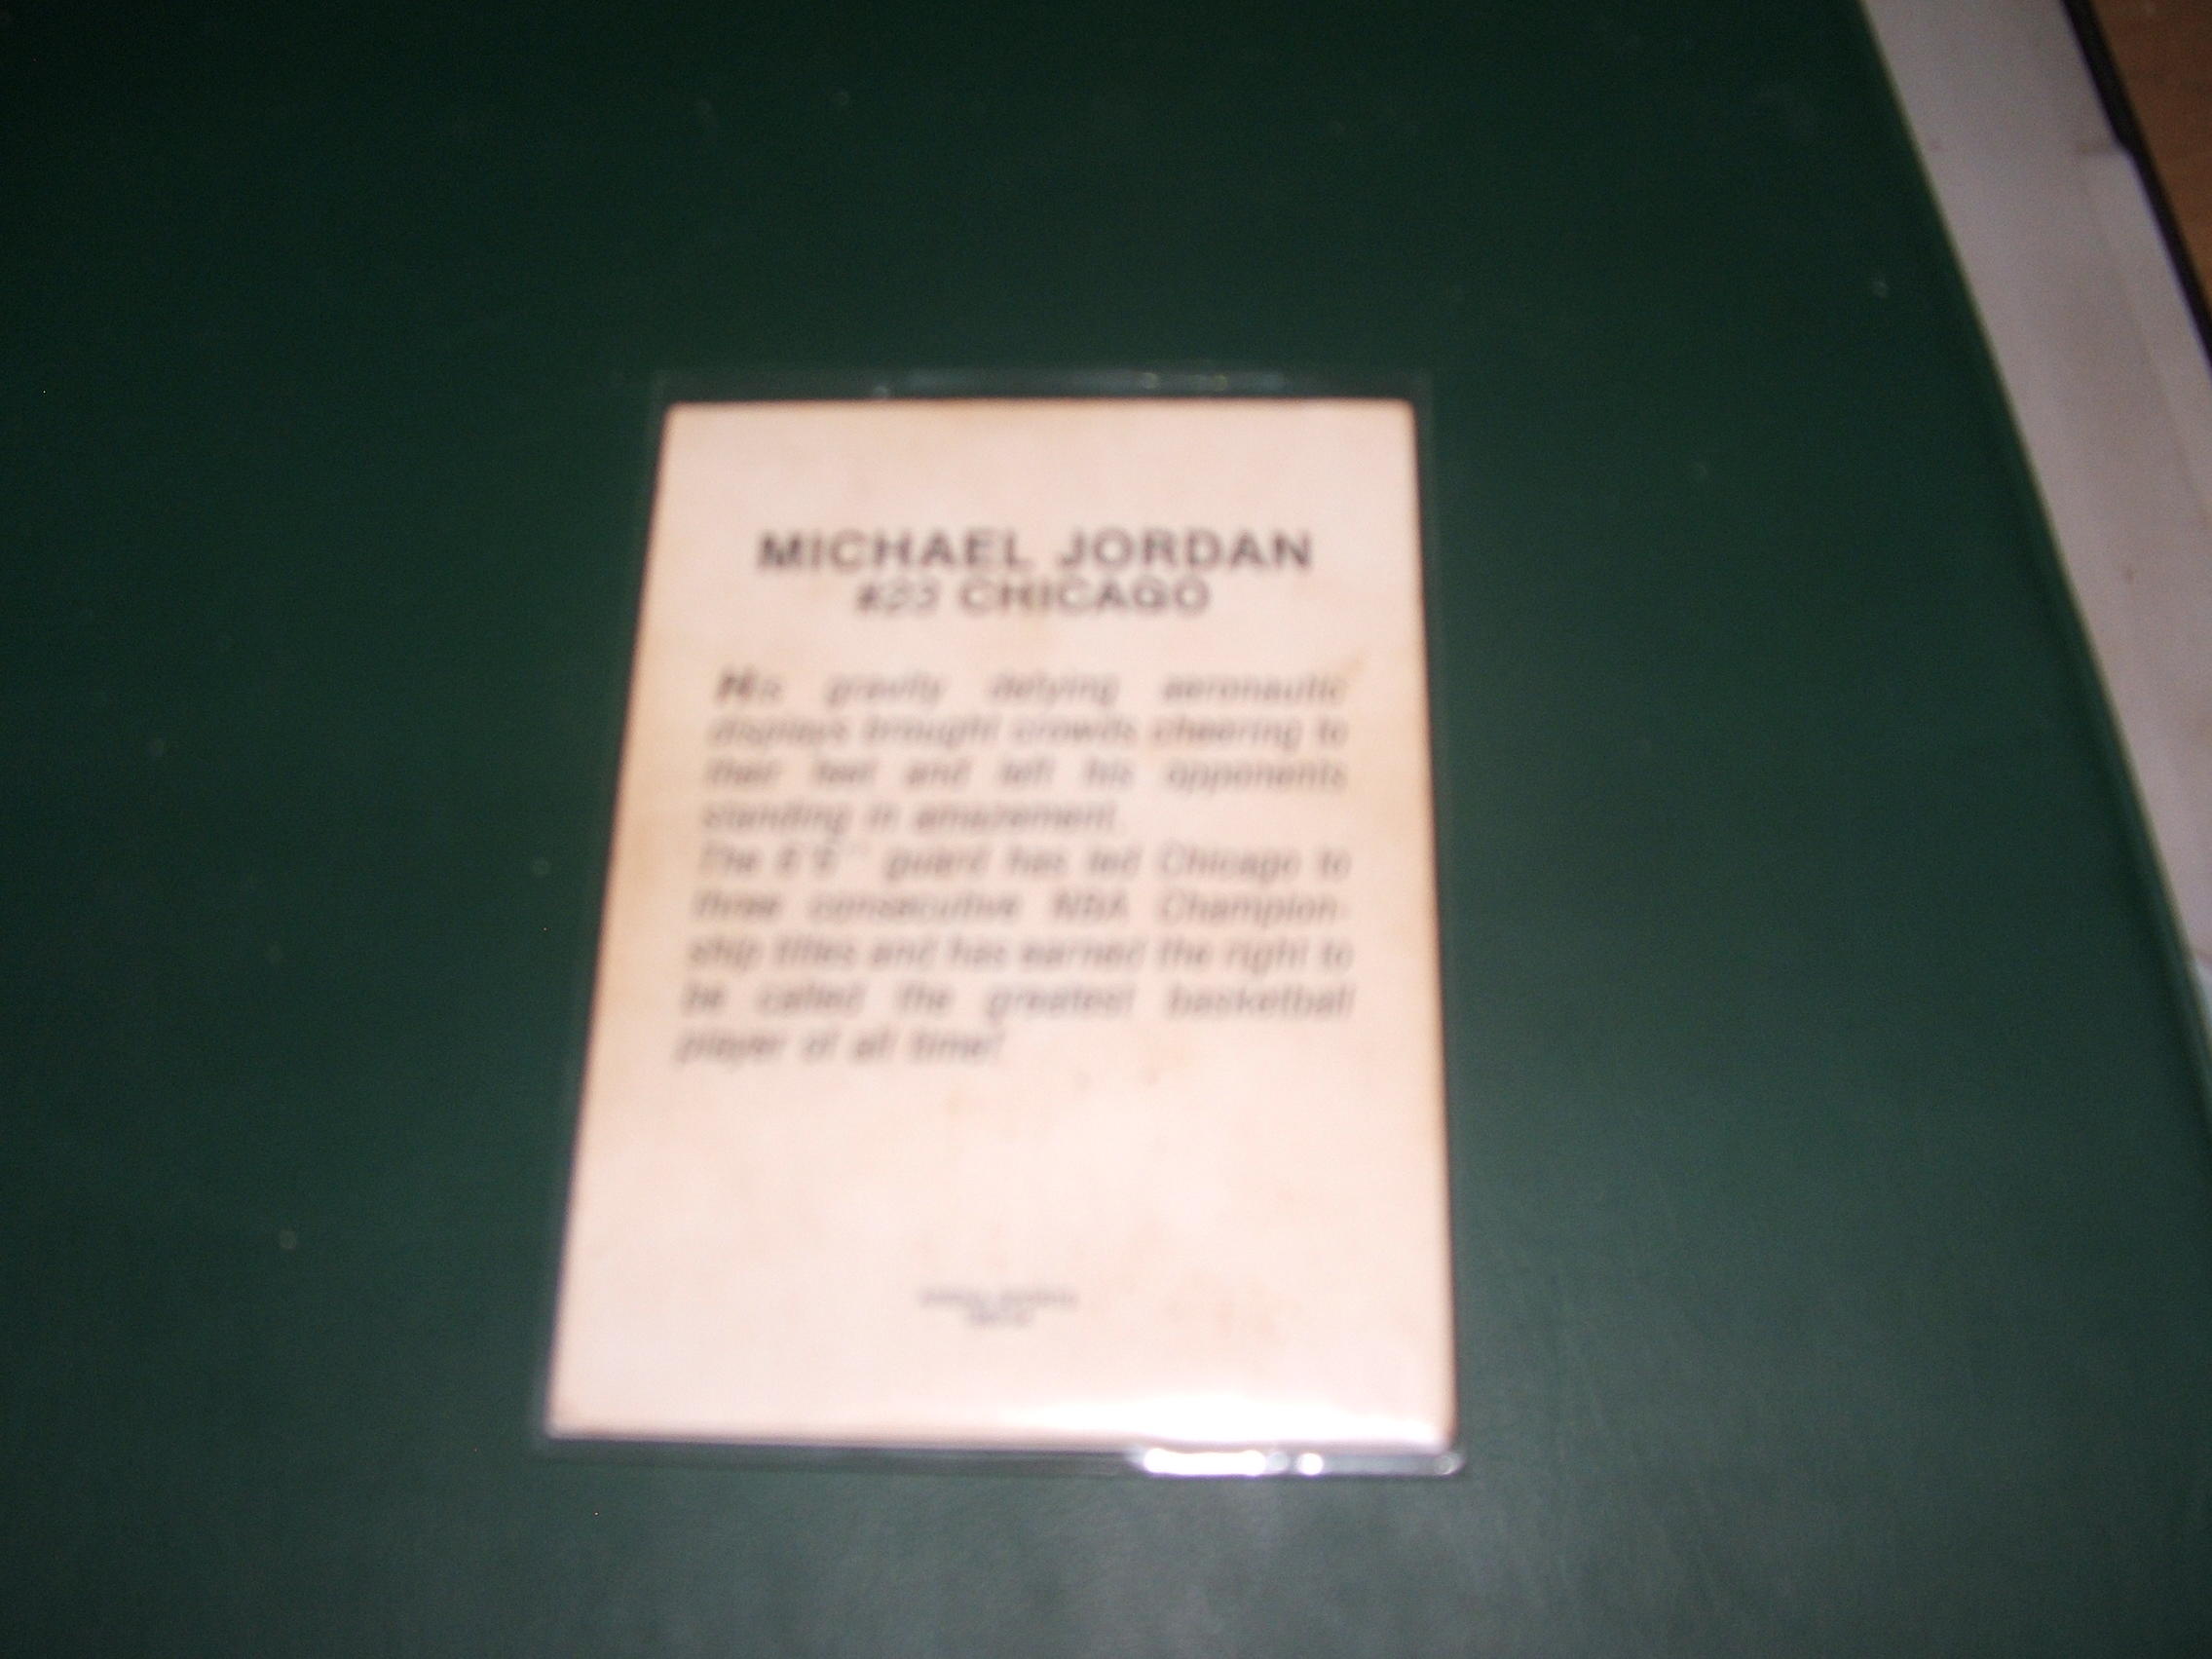 MICHAEL JORDAN
#23 CHICAGO
His gravity defying aeronautic
displays brought crowds cheering to
their feet and left his opponents
standing in amazement.
The 6'6" guard has led Chicago to
three consecutive NBA Champion-
ship titles and has earned the right to
be called the greatest basketball
player of all time!